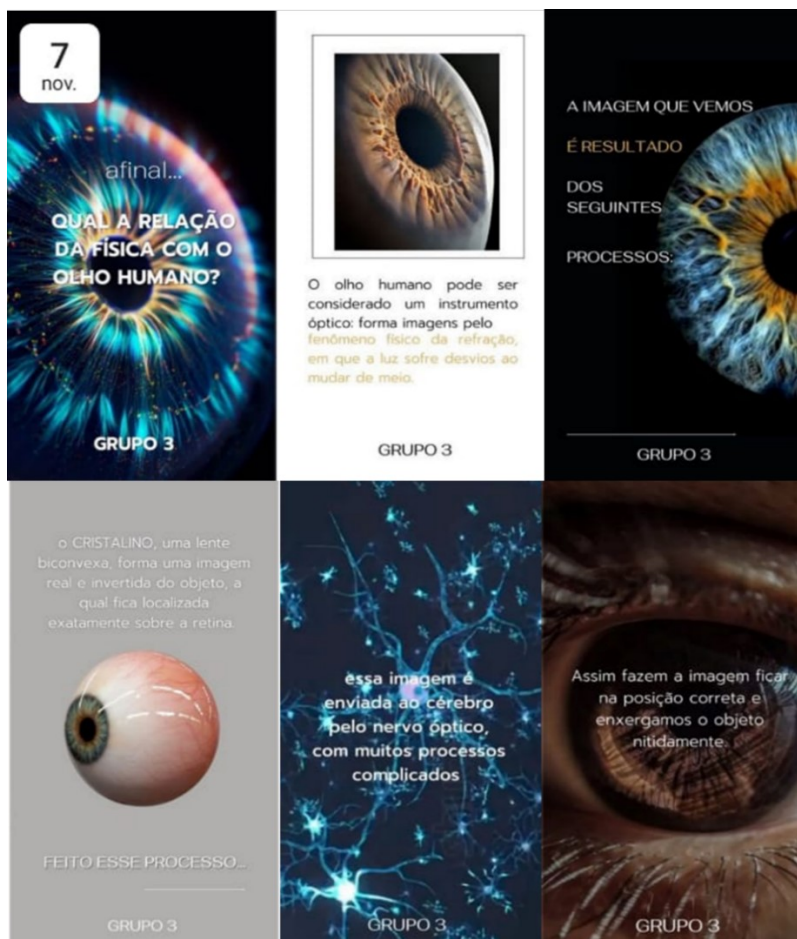 7
nov.
afinal...
QUAL A RELAÇÃO
DA FÍSICA COM O
OLHO HUMANO?
GRUPO 3
O olho humano pode ser
considerado um instrumento
óptico: forma imagens pelo
fenômeno físico da refração,
em que a luz sofre desvios ao
mudar de meio.
GRUPO 3
A IMAGEM QUE VEMOS
É RESULTADO
DOS
SEGUINTES
PROCESSOS:
GRUPO 3
o CRISTALINO, uma lente
biconvexa, forma uma imagem
real e invertida do objeto, a
qual fica localizada
exatamente sobre a retina.
FEITO ESSE PROCESSO...
GRUPO 3
essa imagem é
enviada ao cérebro
pelo nervo óptico,
com muitos processos
complicados
GRUPO 3
Assim fazem a imagem ficar
na posição correta e
enxergamos o objeto
nitidamente.
GRUPO 3